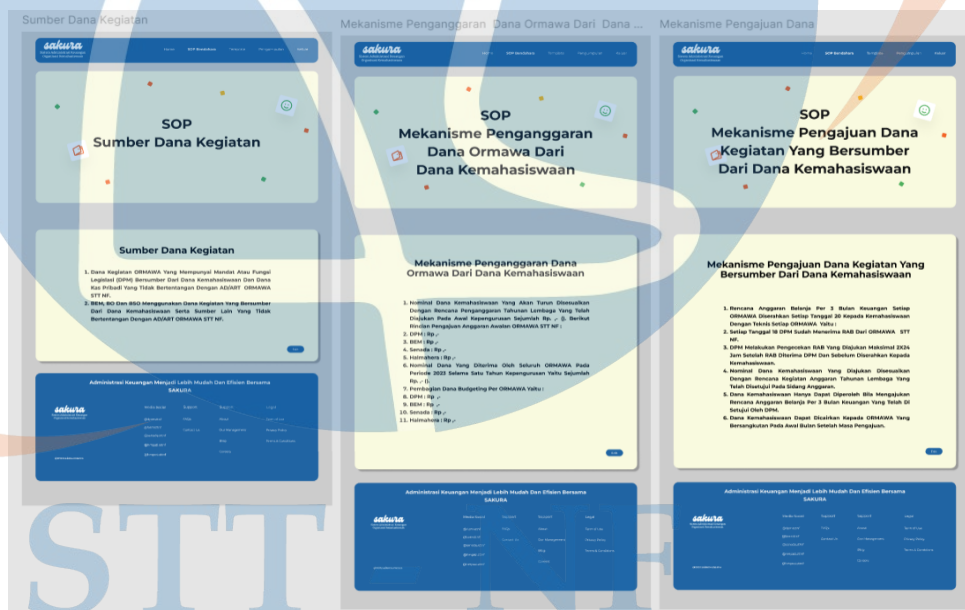 Sumber Dana Kegiatan
sakura
Home
SOP Bendahara
SOP
Sumber Dana Kegiatan
Sumber Dana Kegiatan
1. Dana Kegiatan ORMAWA Yang Mempunyai Mandat Atau Fungsi
Legislasi (DPM) Bersumber Dari Dana Kemahasiswaan Dan Dana
Kas Pribadi Yang Tidak Bertentangan Dengan AD/ART ORMAWA
STT NF.
2. BEM, BO Dan BSO Menggunakan Dana Kegiatan Yang Bersumber
Dari Dana Kemahasiswaan Serta Sumber Lain Yang Tidak
Bertentangan Dengan AD/ART ORMAWA STT NF.
Administrasi Keuangan Menjadi Lebih Mudah Dan Efisien Bersama
SAKURA
sakura
Mekanisme Penganggaran Dana Ormawa Dari Dana ...
sakura
SOP Bendahara
SOP
Mekanisme Penganggaran
Dana Ormawa Dari
Dana Kemahasiswaan
Mekanisme Penganggaran Dana
Ormawa Dari Dana Kemahasiswaan
1. Nominal Dana Kemahasiswaan Yang Akan Turun Disesuaikan
Dengan Rencana Penganggaran Tahunan Lembaga Yang Telah
Diajukan Pada Awal Kepengurusan Sejumlah Rp. ,- (). Berikut
Rincian Pengajuan Anggaran Awalan ORMAWA STT NF :
2. DPM : Rp ,-
3. BEM : Rp ,-
4. Senada : Rp ,-
5. Halmahera : Rp ,-
6. Nominal Dana Yang Diterima Oleh Seluruh ORMAWA Pada
Periode 2023 Selama Satu Tahun Kepengurusan Yaitu Sejumlah
Rp. ,- ().
7. Pembagian Dana Budgeting Per ORMAWA Yaitu :
8. DPM : Rp ,-
9. BEM : Rp ,-
10. Senada : Rp ,-
11. Halmahera : Rp ,-
Administrasi Keuangan Menjadi Lebih Mudah Dan Efisien Bersama
SAKURA
sakura
Mekanisme Pengajuan Dana
sakura
SOP Bendahara
SOP
Mekanisme Pengajuan Dana
Kegiatan Yang Bersumber
Dari Dana Kemahasiswaan
Mekanisme Pengajuan Dana Kegiatan Yang
Bersumber Dari Dana Kemahasiswaan
1. Rencana Anggaran Belanja Per 3 Bulan Keuangan Setiap
ORMAWA Diserahkan Setiap Tanggal 20 Kepada Kemahasiswaan
Dengan Teknis Setiap ORMAWA Yaitu :
2. Setiap Tanggal 18 DPM Sudah Menerima RAB Dari ORMAWA STT
NF.
3. DPM Melakukan Pengecekan RAB Yang Diajukan Maksimal 2X24
Jam Setelah RAB Diterima DPM Dan Sebelum Diserahkan Kepada
Kemahasiswaan.
4. Nominal Dana Kemahasiswaan Yang Diajukan Disesuaikan
Dengan Rencana Kegiatan Anggaran Tahunan Lembaga Yang
Telah Disetujui Pada Sidang Anggaran.
5. Dana Kemahasiswaan Hanya Dapat Diperoleh Bila Mengajukan
Rencana Anggaran Belanja Per 3 Bulan Keuangan Yang Telah Di
Setujui Oleh DPM.
6. Dana Kemahasiswaan Dapat Dicairkan Kepada ORMAWA Yang
Bersangkutan Pada Awal Bulan Setelah Masa Pengajuan.
Administrasi Keuangan Menjadi Lebih Mudah Dan Efisien Bersama
SAKURA
sakura
STT NF